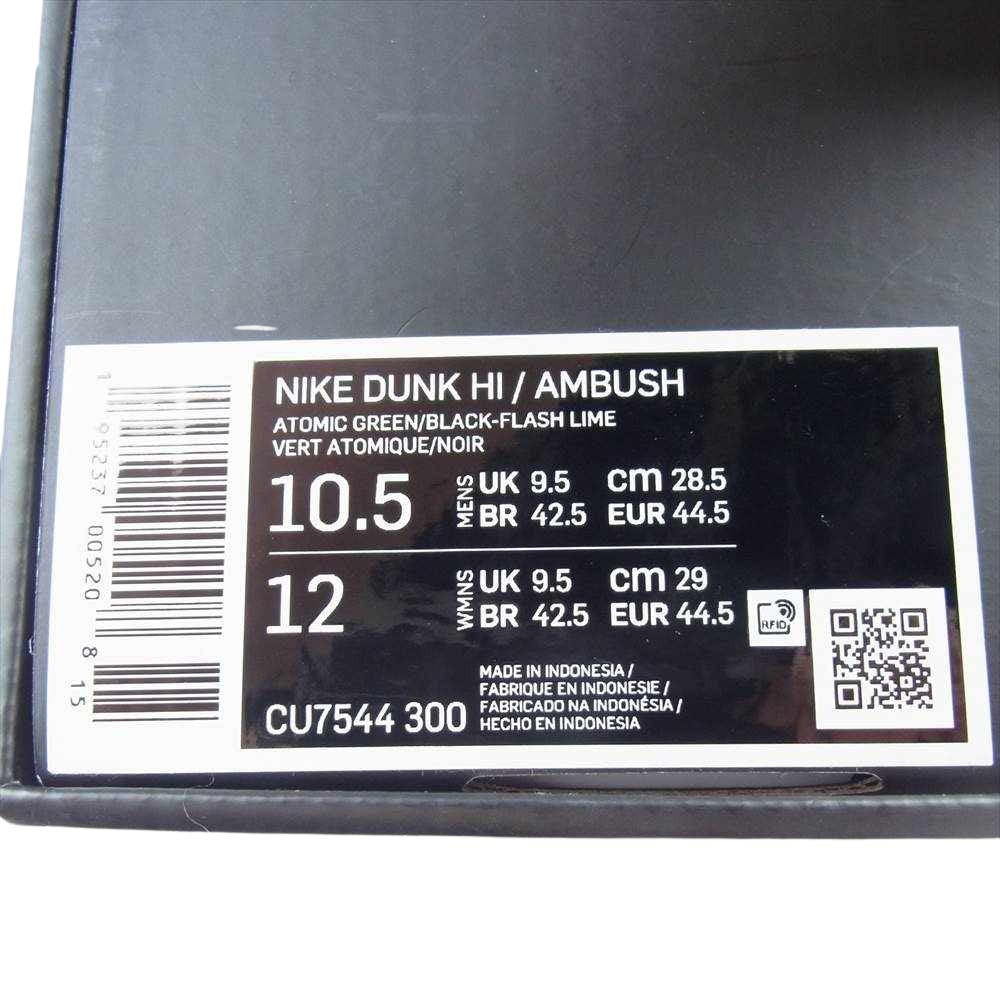 NIKE DUNK HI / AMBUSH
ATOMIC GREEN/BLACK-FLASH LIME
VERT ATOMIQUE/NOIR
10.5 MENS UK 9.5 cm 28.5
BR 42.5 EUR 44.5
12 WMNS UK 9.5 cm 29
BR 42.5 EUR 44.5
RFID
MADE IN INDONESIA /
FABRIQUE EN INDONESIE /
FABRICADO NA INDONÉSIA /
HECHO EN INDONESIA
CU7544 300
1 95237 00520 8 15